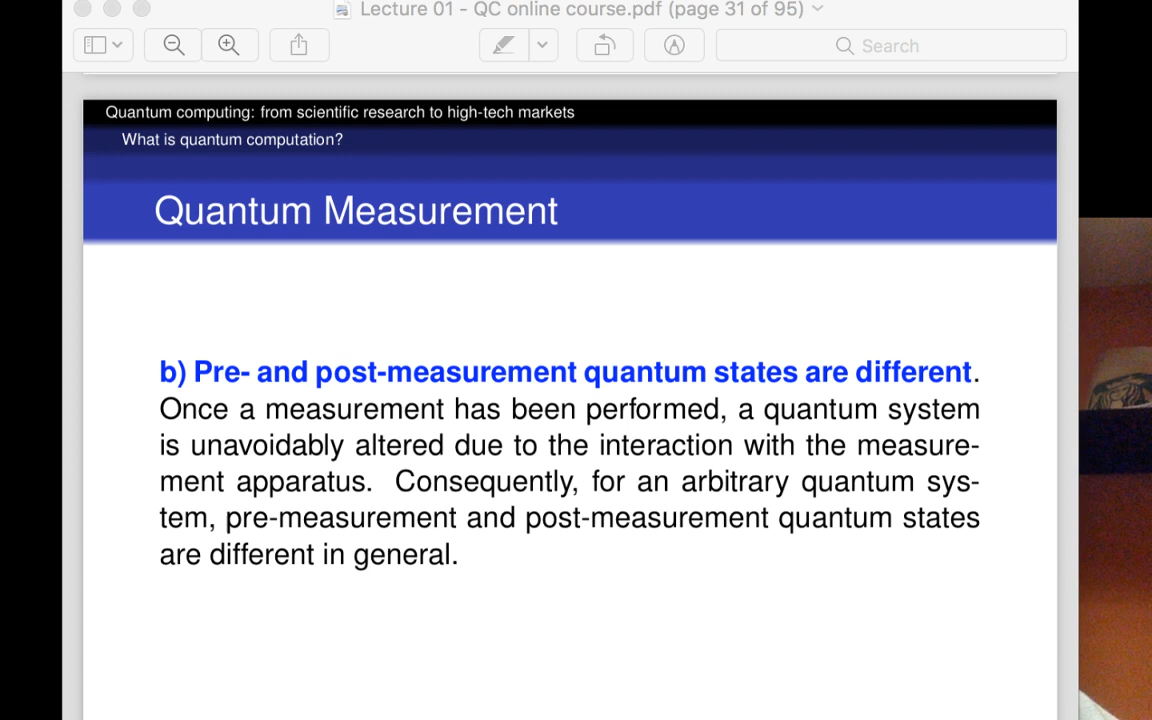 Lecture 01 - QC online course.pdf (page 31 of 95)
Search
Quantum computing: from scientific research to high-tech markets
What is quantum computation?
Quantum Measurement
b) Pre- and post-measurement quantum states are different.
Once a measurement has been performed, a quantum system
is unavoidably altered due to the interaction with the measure-
ment apparatus. Consequently, for an arbitrary quantum sys-
tem, pre-measurement and post-measurement quantum states
are different in general.